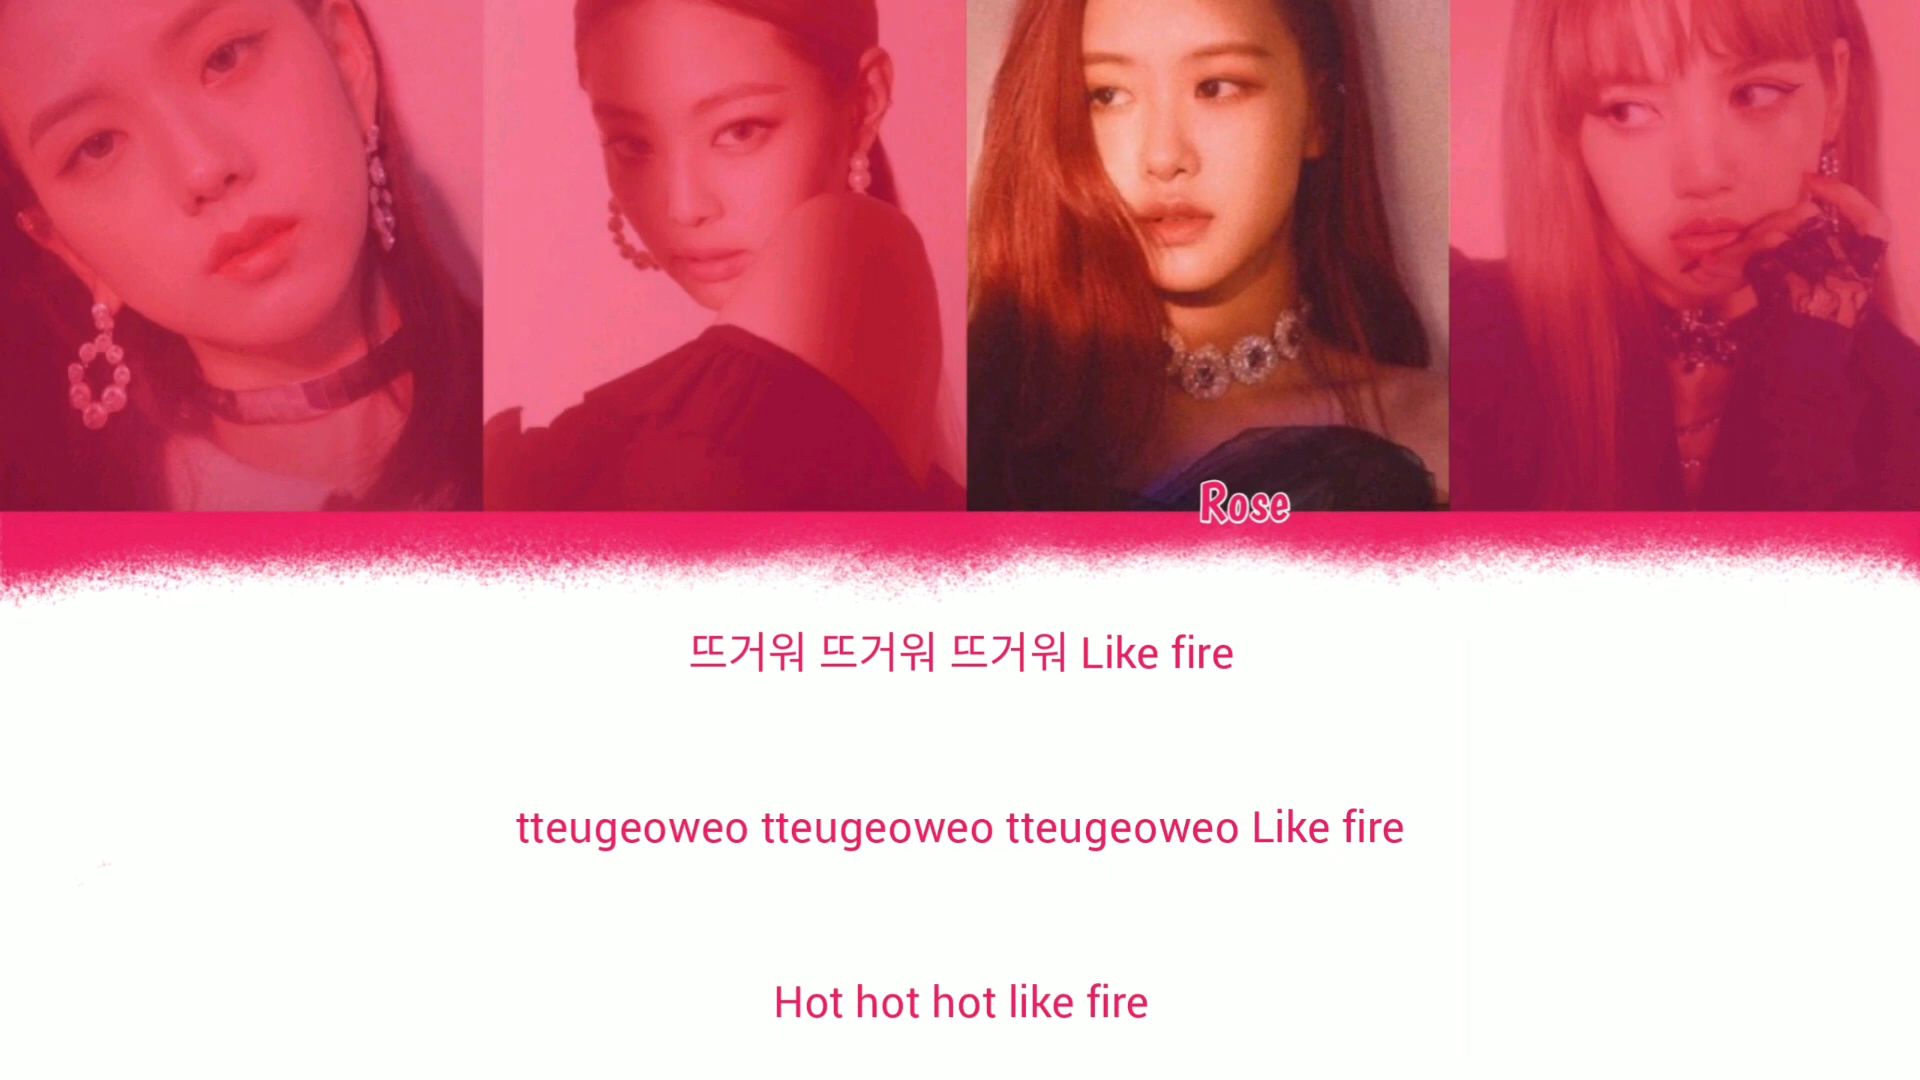 Rose
뜨거워 뜨거워 뜨거워 Like fire
tteugeoweo tteugeoweo tteugeoweo Like fire
Hot hot hot like fire